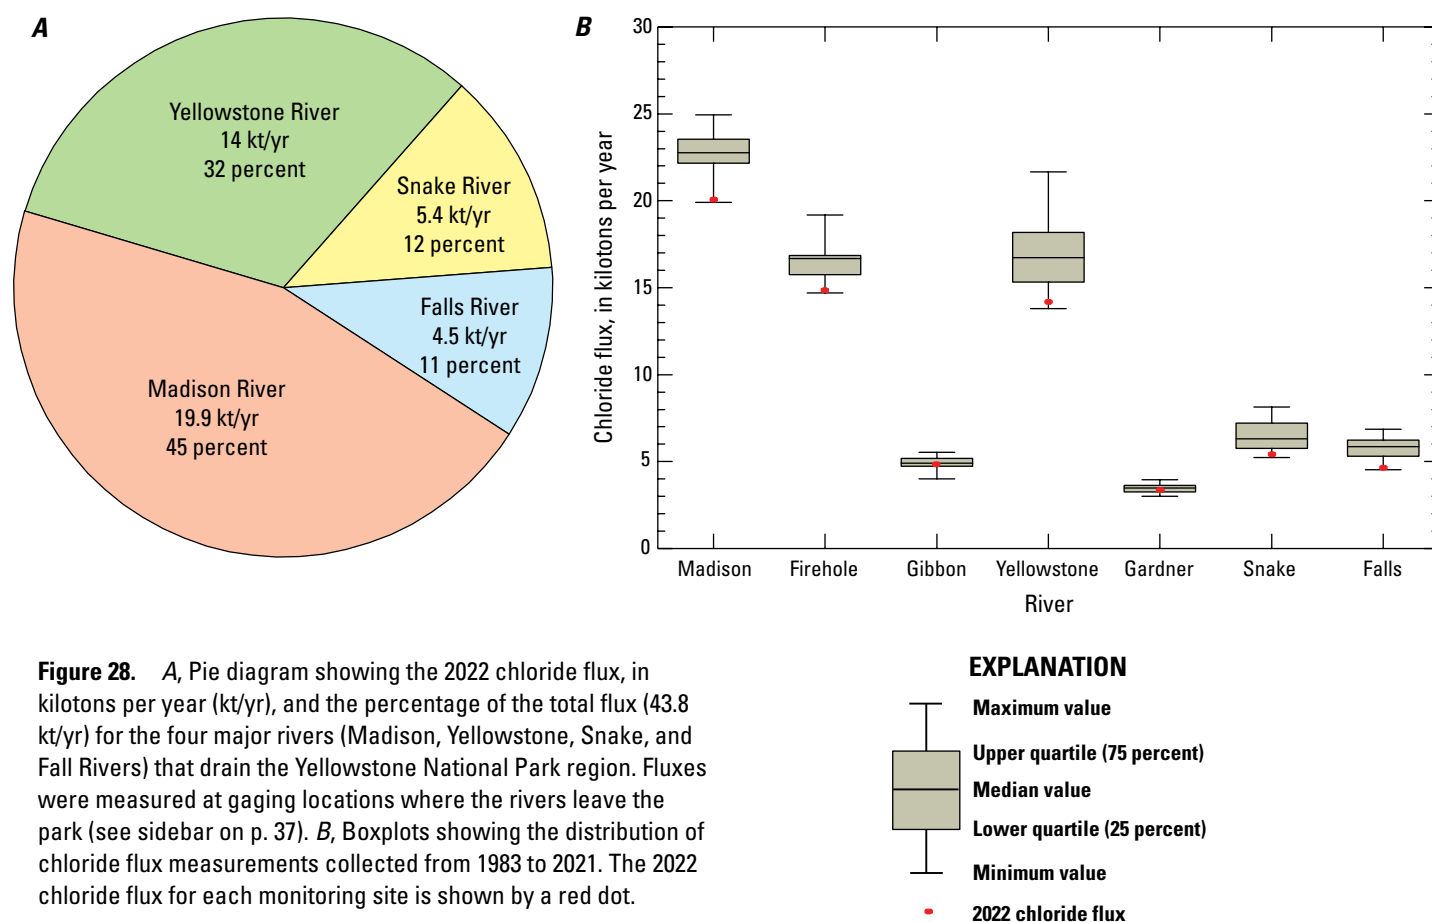 A
Yellowstone River
14 kt/yr
32 percent
Snake River
5.4 kt/yr
12 percent
Falls River
4.5 kt/yr
11 percent
Madison River
19.9 kt/yr
45 percent
B
Chloride flux, in kilotons per year
30
25
20
15
10
5
0
Madison
Firehole
Gibbon
Yellowstone
Gardner
Snake
Falls
River
Figure 28. A, Pie diagram showing the 2022 chloride flux, in
kilotons per year (kt/yr), and the percentage of the total flux (43.8
kt/yr) for the four major rivers (Madison, Yellowstone, Snake, and
Fall Rivers) that drain the Yellowstone National Park region. Fluxes
were measured at gaging locations where the rivers leave the
park (see sidebar on p. 37). B, Boxplots showing the distribution of
chloride flux measurements collected from 1983 to 2021. The 2022
chloride flux for each monitoring site is shown by a red dot.
EXPLANATION
Maximum value
Upper quartile (75 percent)
Median value
Lower quartile (25 percent)
Minimum value
2022 chloride flux